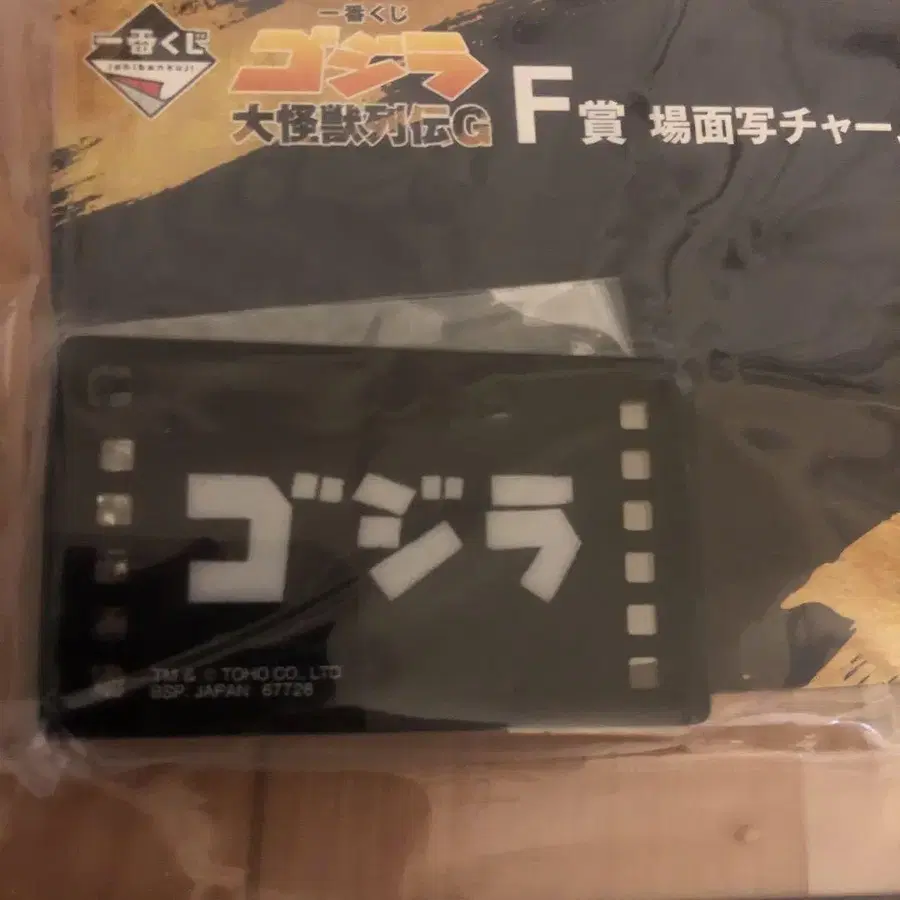 一番くじ
ichibankuji
一番くじ
ゴジラ
大怪獣列伝G
F賞 場面写チャー
ゴジラ
TM & © TOHO CO., LTD
BSP. JAPAN 67726